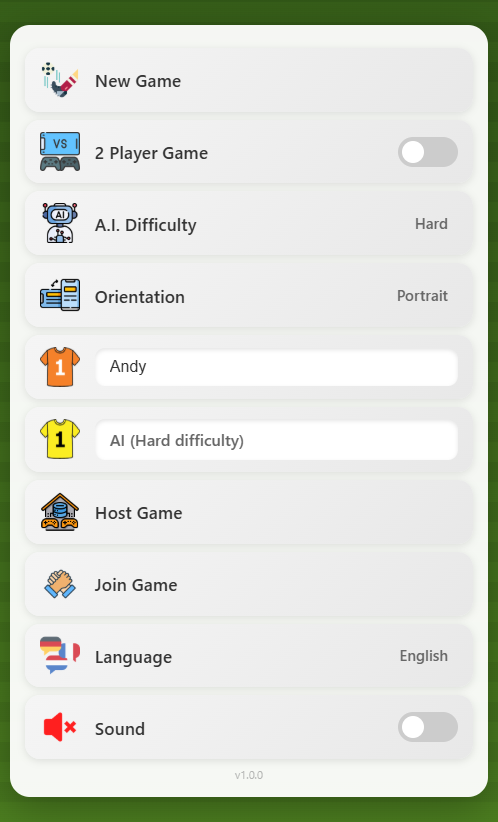 New Game
VS
2 Player Game
AI
A.I. Difficulty
Hard
Orientation
Portrait
1
Andy
1
AI (Hard difficulty)
Host Game
Join Game
Language
English
Sound
v1.0.0